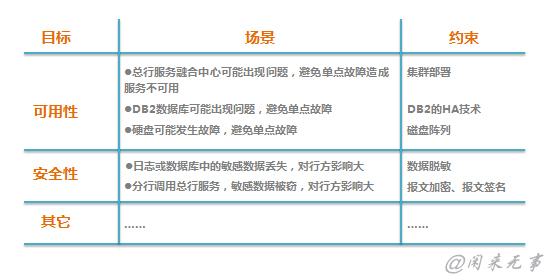 目标 场景 约束
●总行服务融合中心可能出现问题，避免单点故障造成 集群部署
服务不可用
可用性 ●DB2数据库可能出现问题，避免单点故障 DB2的HA技术
●硬盘可能发生故障，避免单点故障 磁盘阵列
安全性 ●日志或数据库中的敏感数据丢失，对行方影响大 数据脱敏
●分行调用总行服务，敏感数据被窃，对行方影响大 报文加密、报文签名
其它 ...... ......
@闲来无事